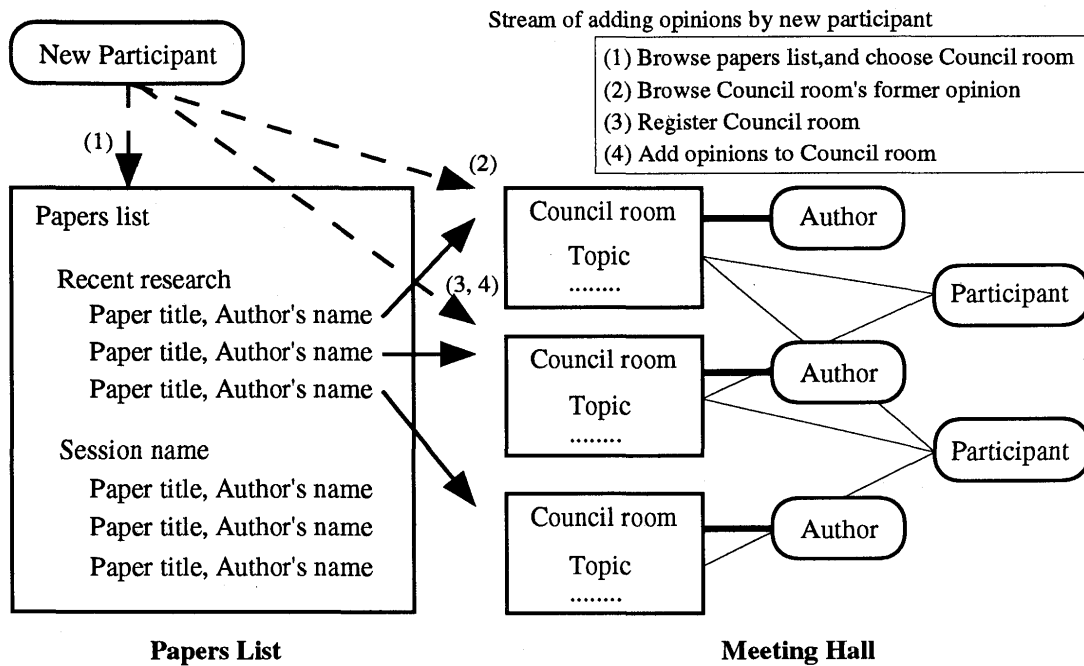 Stream of adding opinions by new participant
(1) Browse papers list,and choose Council room
(2) Browse Council room's former opinion
(3) Register Council room
(4) Add opinions to Council room
New Participant
(1)
(2)
(3, 4)
Papers list
Recent research
Paper title, Author's name
Paper title, Author's name
Paper title, Author's name
Session name
Paper title, Author's name
Paper title, Author's name
Paper title, Author's name
Papers List
Council room
Topic
........
Author
Participant
Council room
Topic
........
Author
Participant
Council room
Topic
........
Author
Meeting Hall